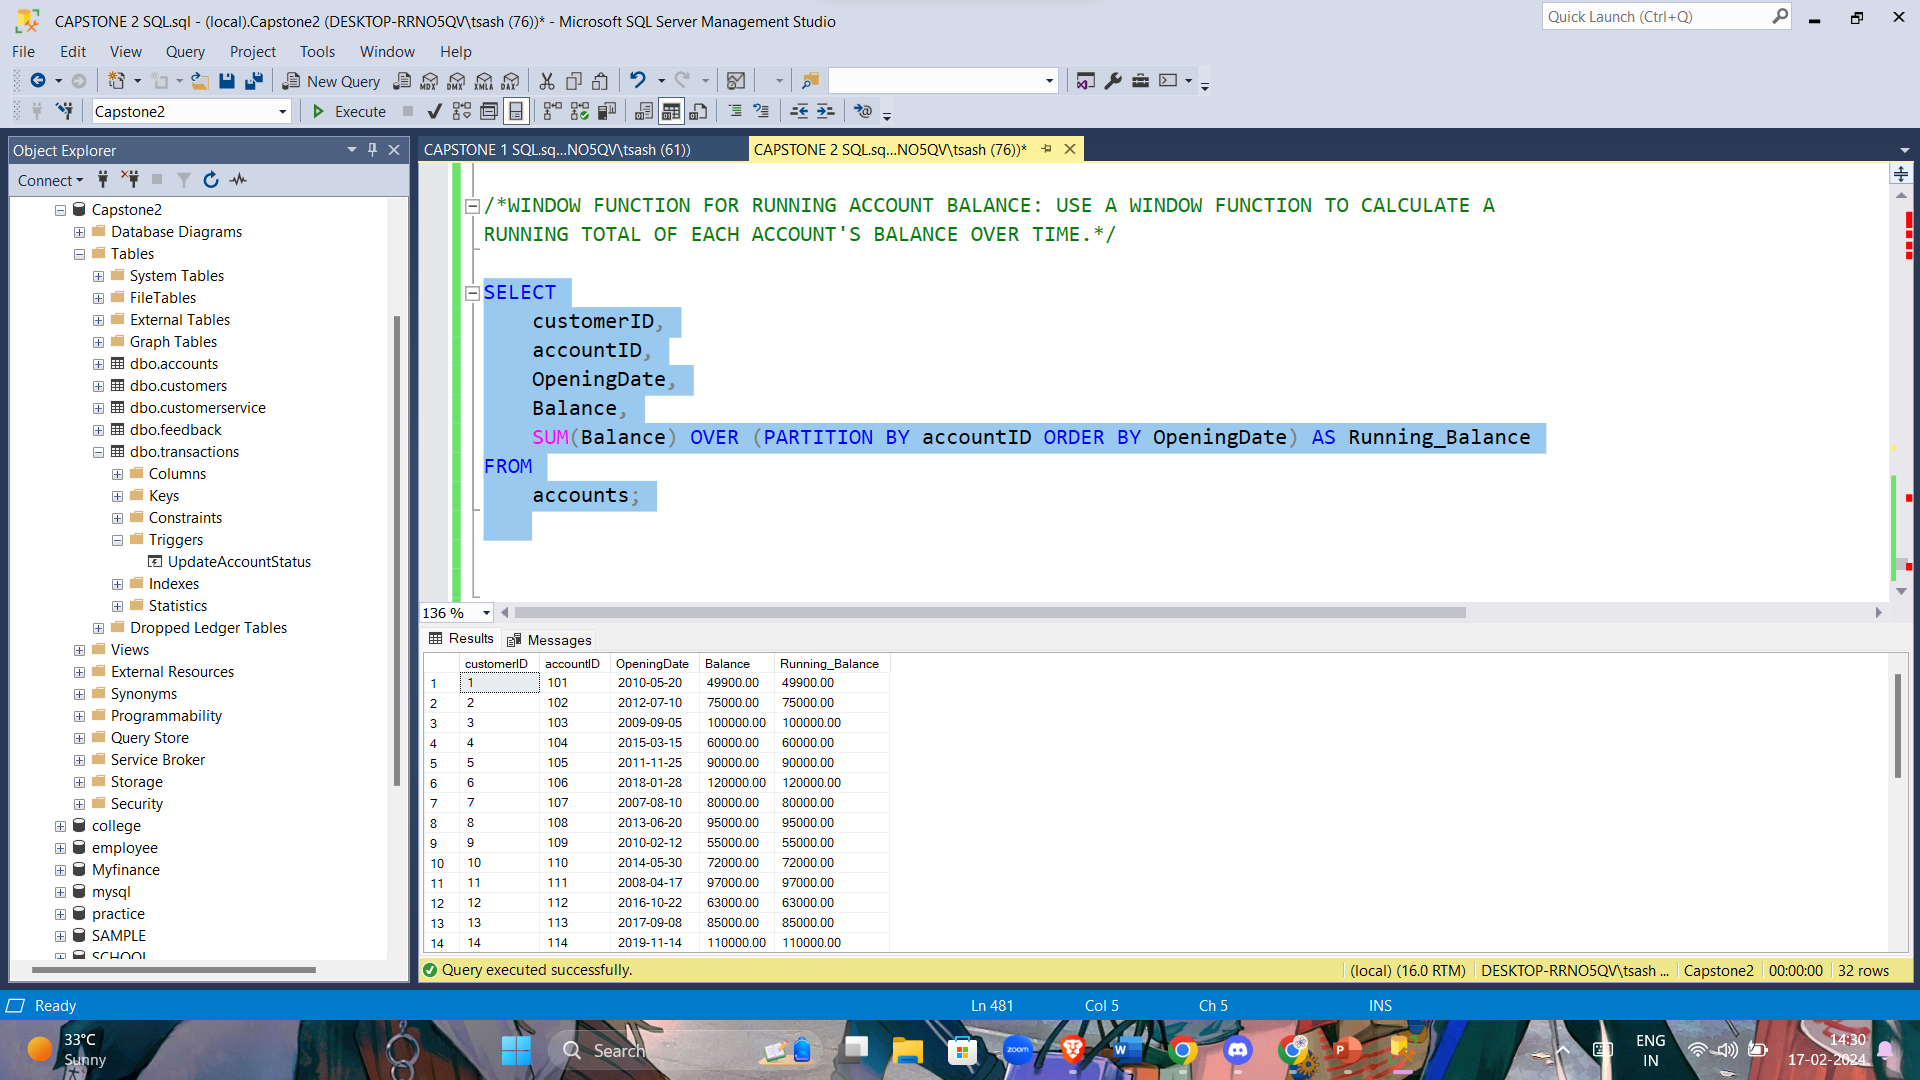 CAPSTONE 2 SQL.sql - (local).Capstone2 (DESKTOP-RRNO5QV\tsash (76))* - Microsoft SQL Server Management Studio
Quick Launch (Ctrl+Q)
File Edit View Query Project Tools Window Help
New Query
MDX DMX XMLA DAX
Capstone2
Execute
Object Explorer
CAPSTONE 1 SQL.sq...NO5QV\tsash (61))
CAPSTONE 2 SQL.sq...NO5QV\tsash (76))*
Connect
Capstone2
Database Diagrams
Tables
System Tables
FileTables
External Tables
Graph Tables
dbo.accounts
dbo.customers
dbo.customerservice
dbo.feedback
dbo.transactions
Columns
Keys
Constraints
Triggers
UpdateAccountStatus
Indexes
Statistics
Dropped Ledger Tables
Views
External Resources
Synonyms
Programmability
Query Store
Service Broker
Storage
Security
college
employee
Myfinance
mysql
practice
SAMPLE
SCHOOL
/*WINDOW FUNCTION FOR RUNNING ACCOUNT BALANCE: USE A WINDOW FUNCTION TO CALCULATE A
RUNNING TOTAL OF EACH ACCOUNT'S BALANCE OVER TIME.*/
SELECT
customerID,
accountID,
OpeningDate,
Balance,
SUM(Balance) OVER (PARTITION BY accountID ORDER BY OpeningDate) AS Running_Balance
FROM
accounts;
136 %
Results Messages
customerID accountID OpeningDate Balance Running_Balance
1 1 101 2010-05-20 49900.00 49900.00
2 2 102 2012-07-10 75000.00 75000.00
3 3 103 2009-09-05 100000.00 100000.00
4 4 104 2015-03-15 60000.00 60000.00
5 5 105 2011-11-25 90000.00 90000.00
6 6 106 2018-01-28 120000.00 120000.00
7 7 107 2007-08-10 80000.00 80000.00
8 8 108 2013-06-20 95000.00 95000.00
9 9 109 2010-02-12 55000.00 55000.00
10 10 110 2014-05-30 72000.00 72000.00
11 11 111 2008-04-17 97000.00 97000.00
12 12 112 2016-10-22 63000.00 63000.00
13 13 113 2017-09-08 85000.00 85000.00
14 14 114 2019-11-14 110000.00 110000.00
Query executed successfully.
(local) (16.0 RTM) DESKTOP-RRNO5QV\tsash ... Capstone2 00:00:00 32 rows
Ready
Ln 481 Col 5 Ch 5 INS
33°C
Sunny
Search
zoom
W
P
ENG
IN
14:30
17-02-2024